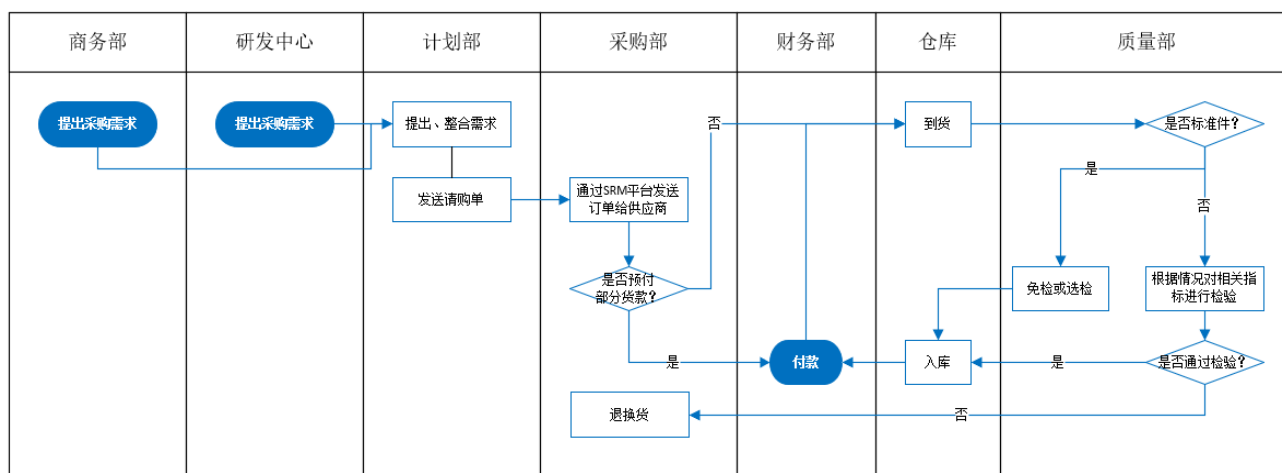 商务部
研发中心
计划部
采购部
财务部
仓库
质量部
提出采购需求
提出采购需求
提出、整合需求
否
到货
是否标准件?
是
发送请购单
通过SRM平台发送
订单给供应商
否
是否预付
部分货款?
免检或选检
根据情况对相关指
标进行检验
是
付款
入库
是
是否通过检验?
退换货
否